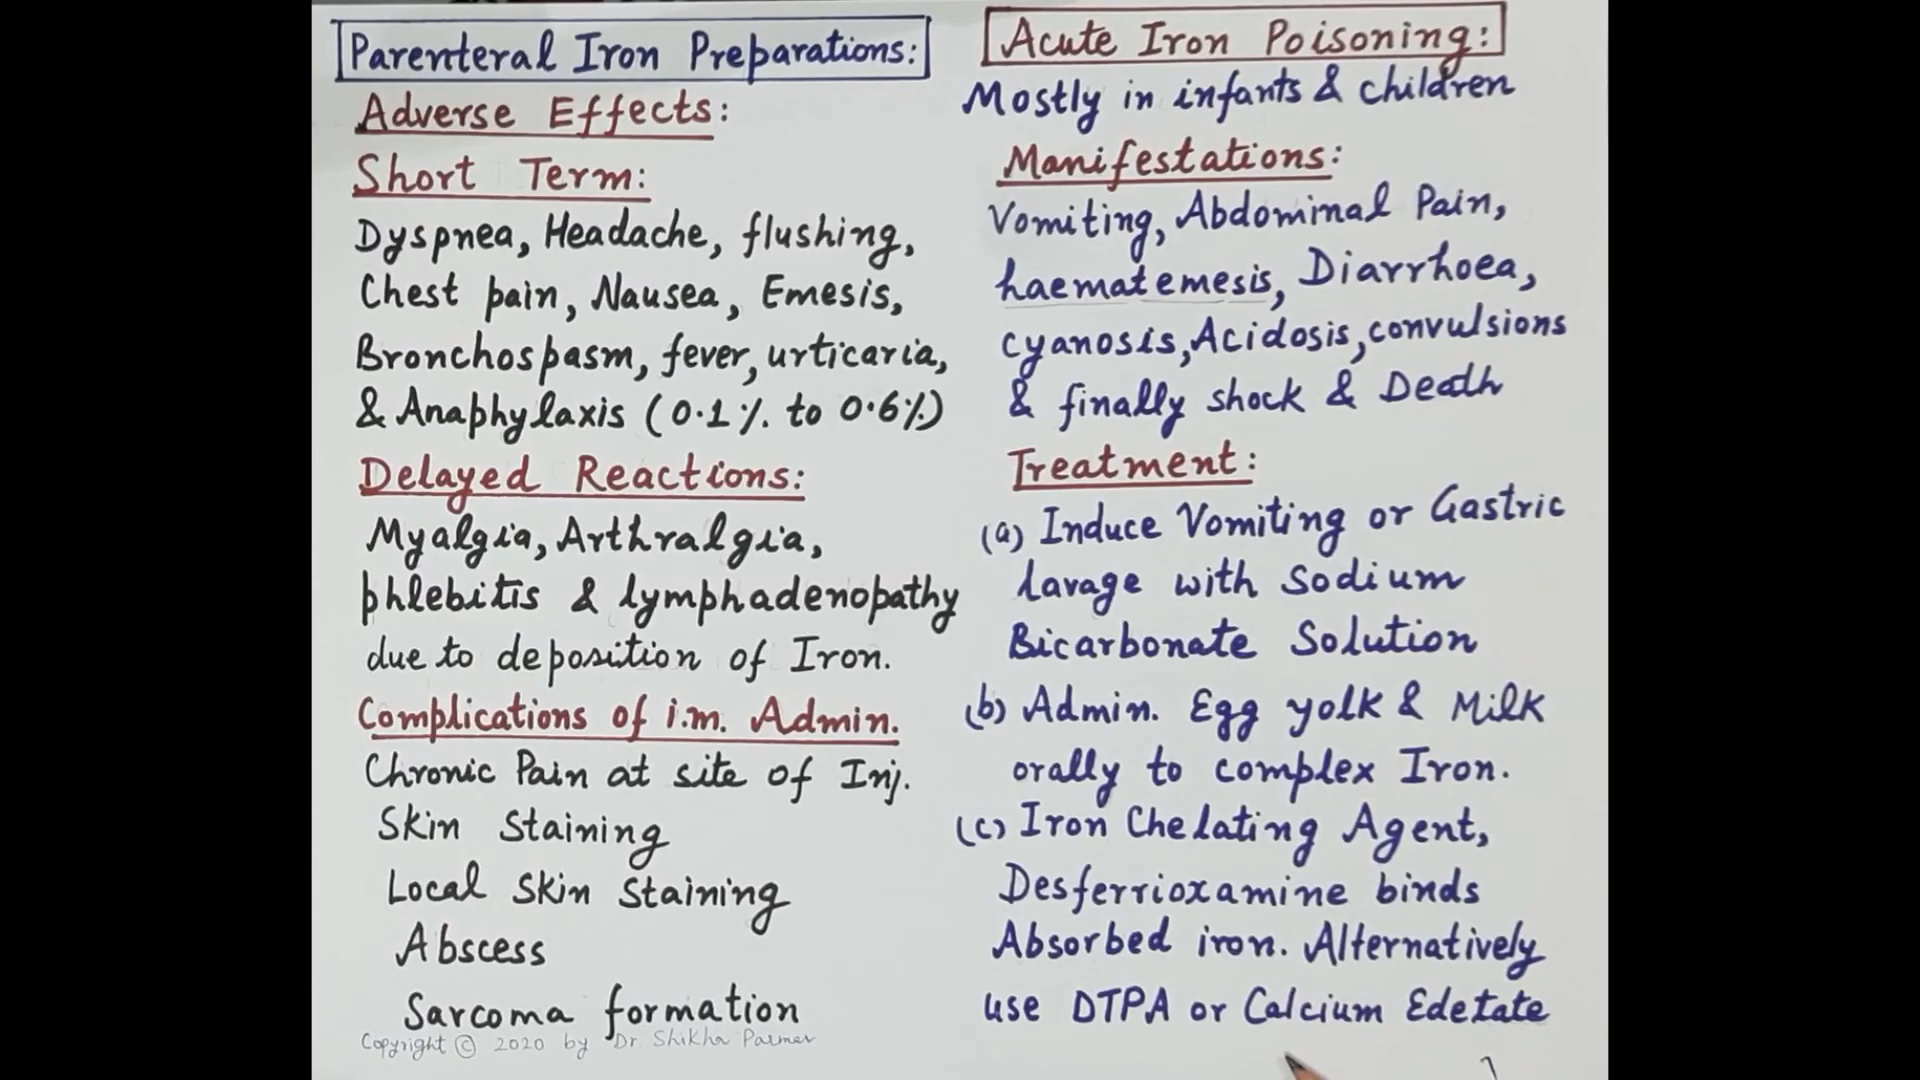 Parenteral Iron Preparations:
Adverse Effects:
Short Term:
Dyspnea, Headache, flushing,
Chest pain, Nausea, Emesis,
Bronchospasm, fever, urticaria,
& Anaphylaxis (0.1%. to 0.6%)
Delayed Reactions:
Myalgia, Arthralgia,
phlebitis & lymphadenopathy
due to deposition of Iron.
Complications of i.m. Admin.
Chronic Pain at site of Inj.
Skin Staining
Local Skin Staining
Abscess
Sarcoma formation
Copyright © 2020 by Dr Shikha Parmar
Acute Iron Poisoning:
Mostly in infants & children
Manifestations:
Vomiting, Abdominal Pain,
haematemesis, Diarrhoea,
cyanosis, Acidosis, convulsions
& finally shock & Death
Treatment:
(a) Induce Vomiting or Gastric
lavage with Sodium
Bicarbonate Solution
(b) Admin. Egg yolk & Milk
orally to complex Iron.
(c) Iron Chelating Agent,
Desferrioxamine binds
Absorbed iron. Alternatively
use DTPA or Calcium Edetate